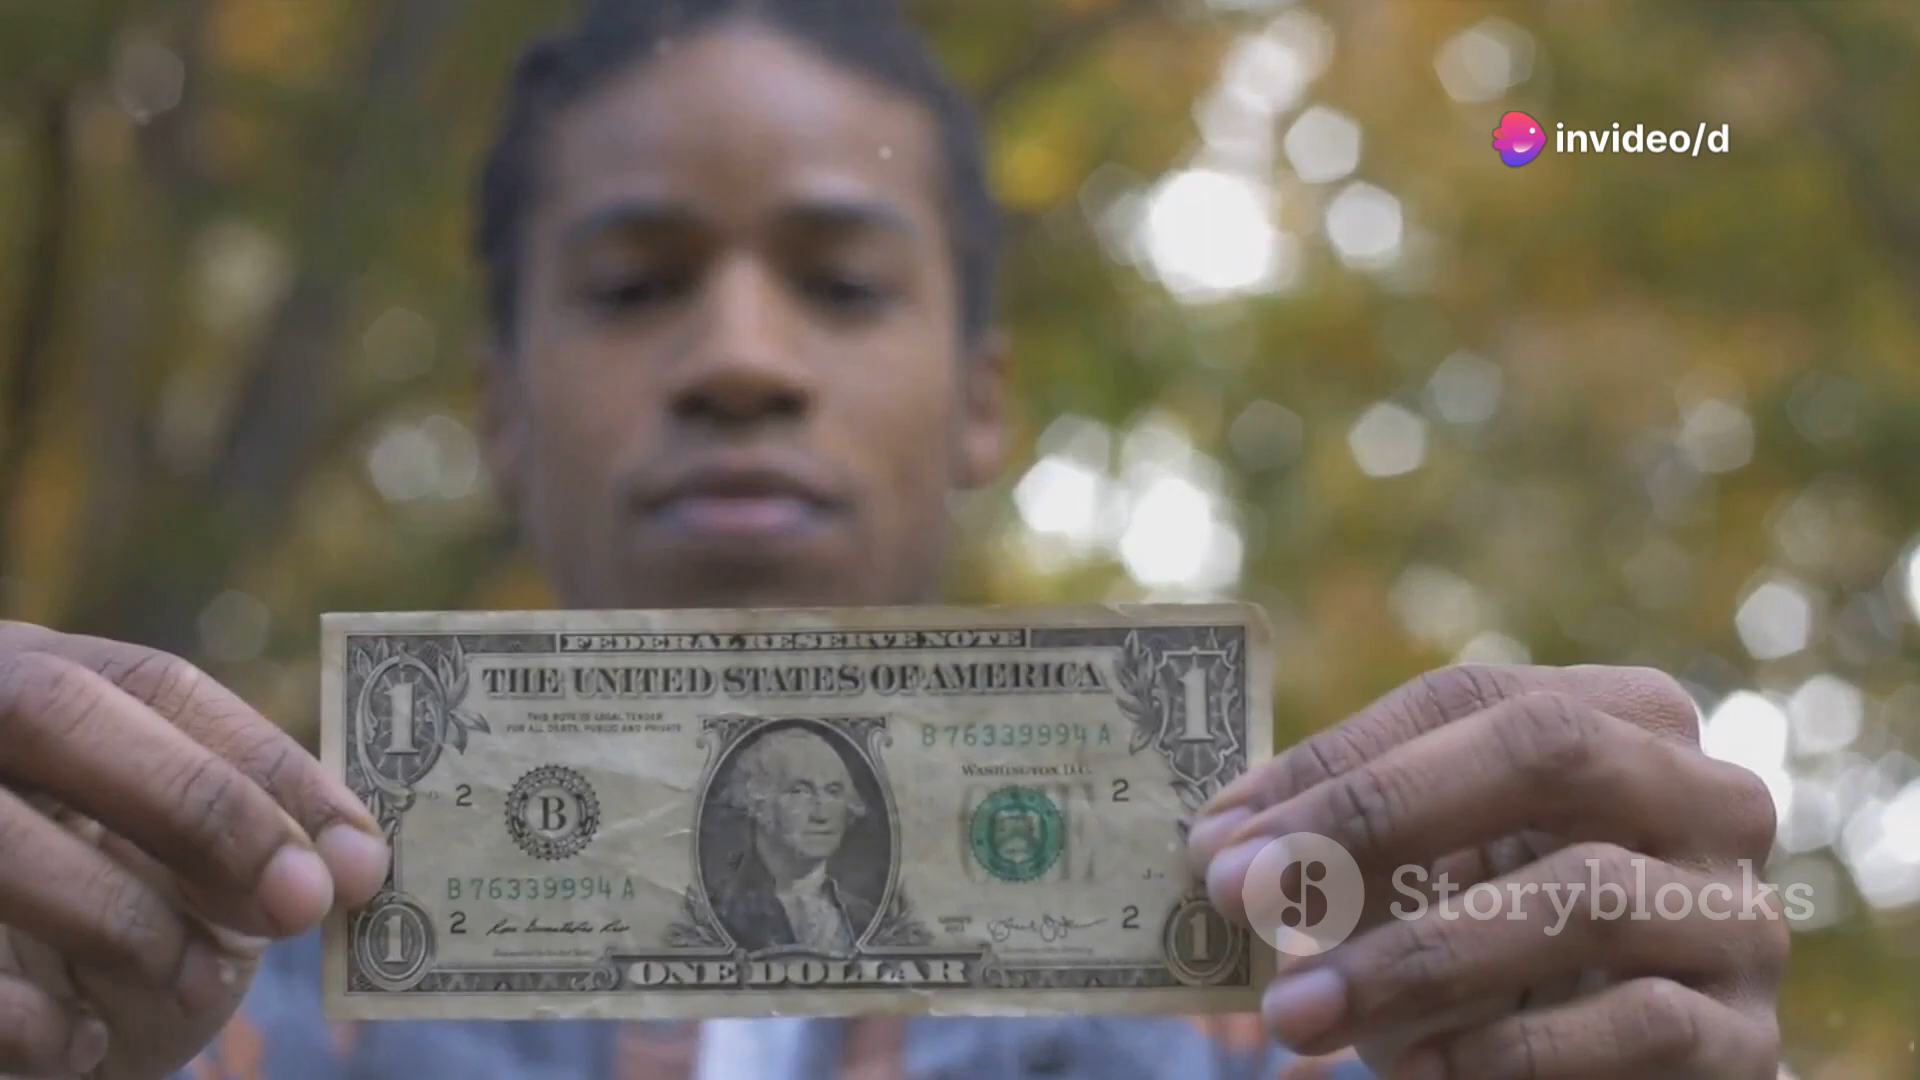 invideo/d
FEDERAL RESERVE NOTE
THE UNITED STATES OF AMERICA
1
1
THIS NOTE IS LEGAL TENDER
FOR ALL DEBTS, PUBLIC AND PRIVATE
B 76339994 A
WASHINGTON, D.C.
2
2
B
B 76339994 A
2
2
1
1
ONE DOLLAR
Storyblocks